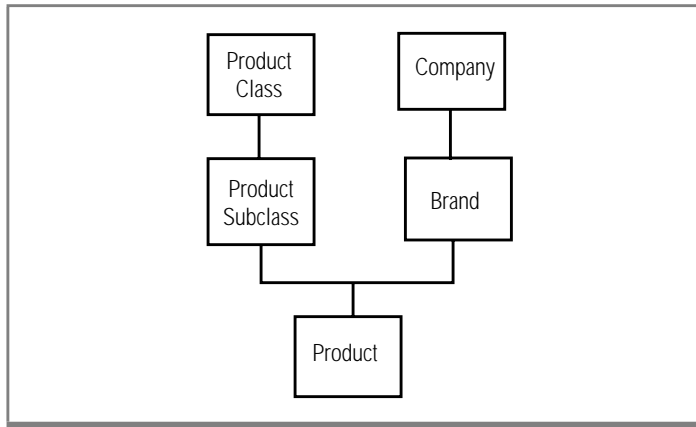 Product
Class
Company
Product
Subclass
Brand
Product